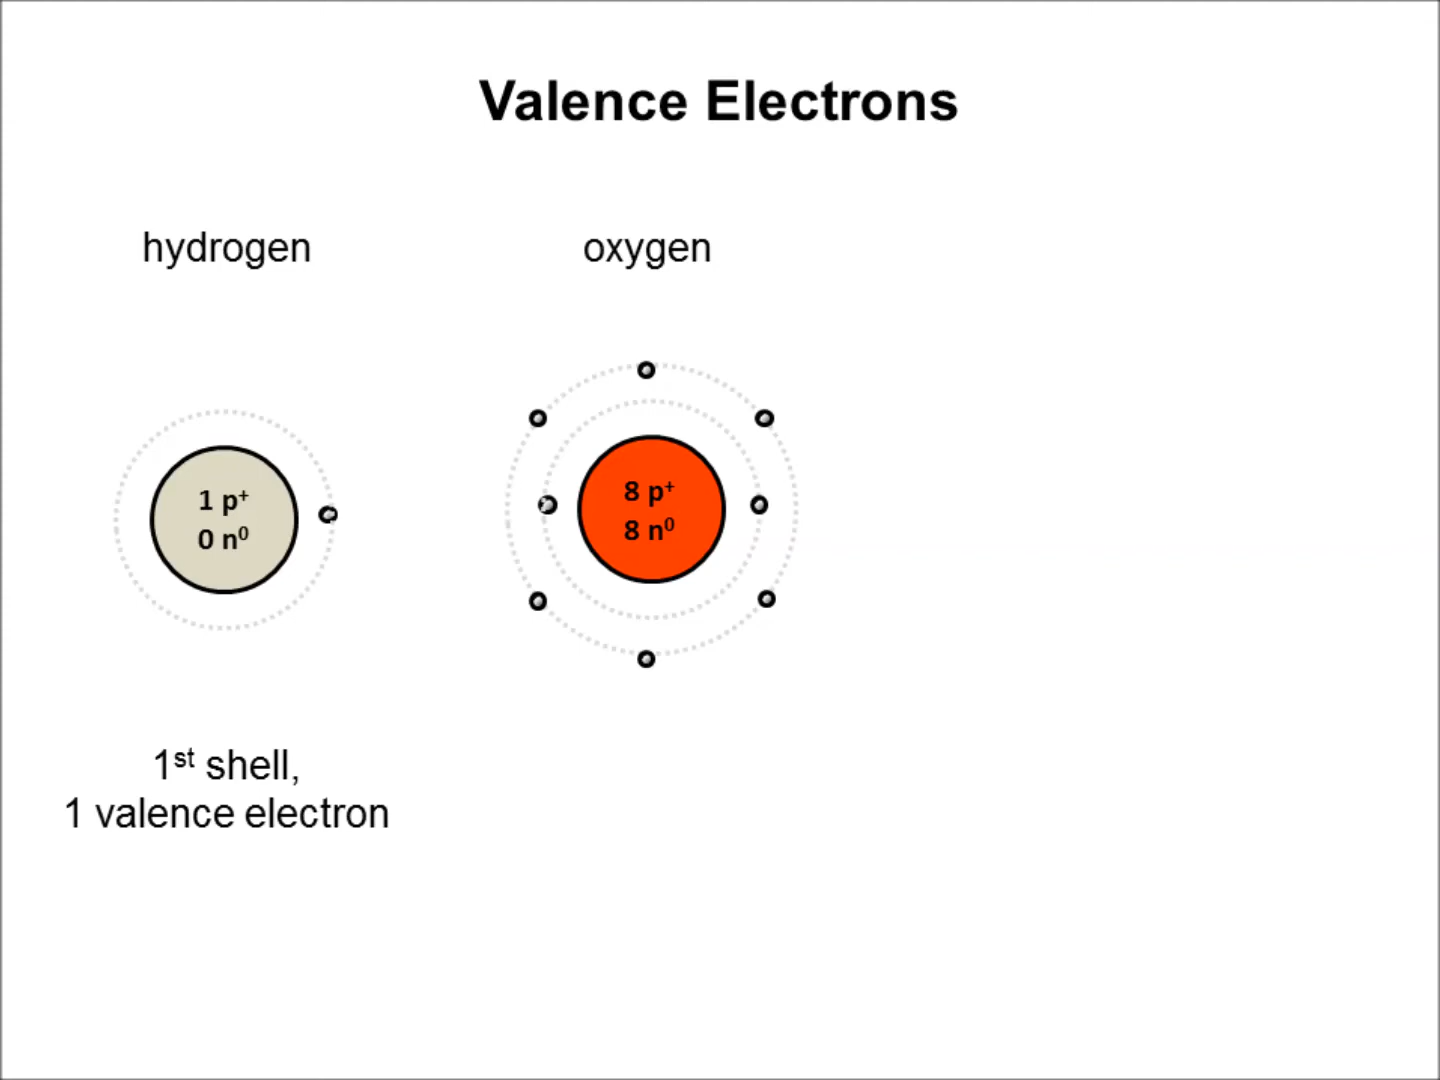 Valence Electrons
hydrogen
oxygen
1 p⁺
0 n⁰
8 p⁺
8 n⁰
1ˢᵗ shell,
1 valence electron